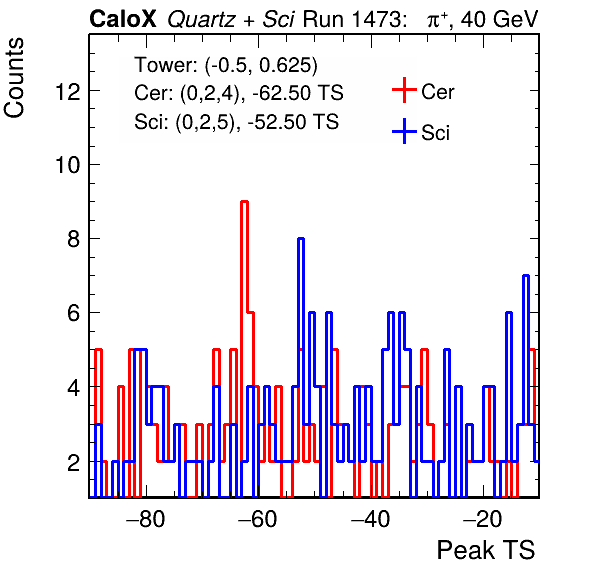 CaloX Quartz + Sci Run 1473: π⁺, 40 GeV
Counts
Tower: (-0.5, 0.625)
Cer: (0,2,4), -62.50 TS
Sci: (0,2,5), -52.50 TS
Cer
Sci
12
10
8
6
4
2
−80 −60 −40 −20
Peak TS